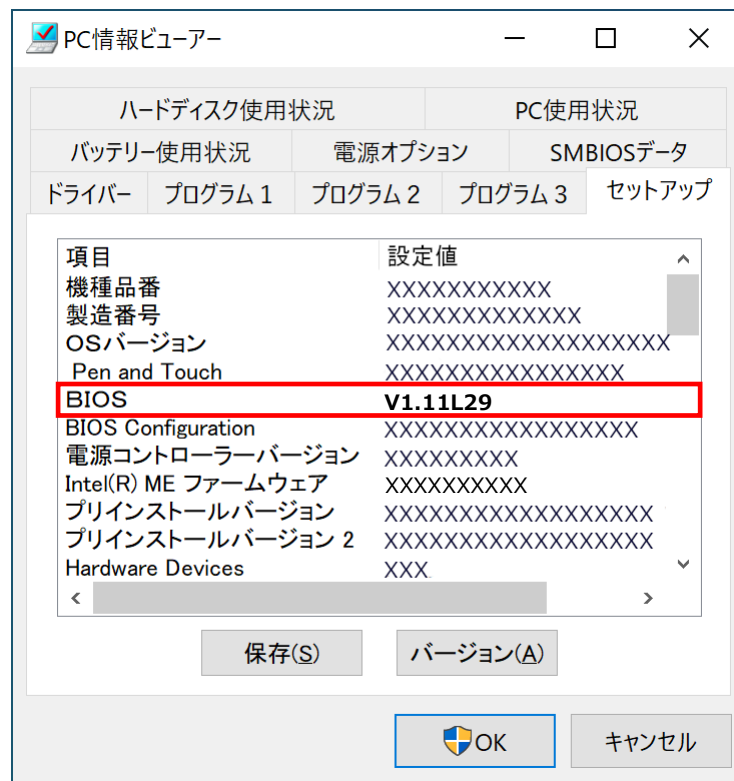 PC情報ビューアー
ハードディスク使用状況 PC使用状況
バッテリー使用状況 電源オプション SMBIOSデータ
ドライバー プログラム 1 プログラム 2 プログラム 3 セットアップ
項目 設定値
機種品番 XXXXXXXXXXX
製造番号 XXXXXXXXXXXXX
OSバージョン XXXXXXXXXXXXXXXXXXX
Pen and Touch XXXXXXXXXXXXXXXX
BIOS V1.11L29
BIOS Configuration XXXXXXXXXXXXXXXXX
電源コントローラーバージョン XXXXXXXXX
Intel(R) ME ファームウェア XXXXXXXXXX
プリインストールバージョン XXXXXXXXXXXXXXXXXX
プリインストールバージョン 2 XXXXXXXXXXXXXXXXXX
Hardware Devices XXX
保存(S) バージョン(A)
OK キャンセル